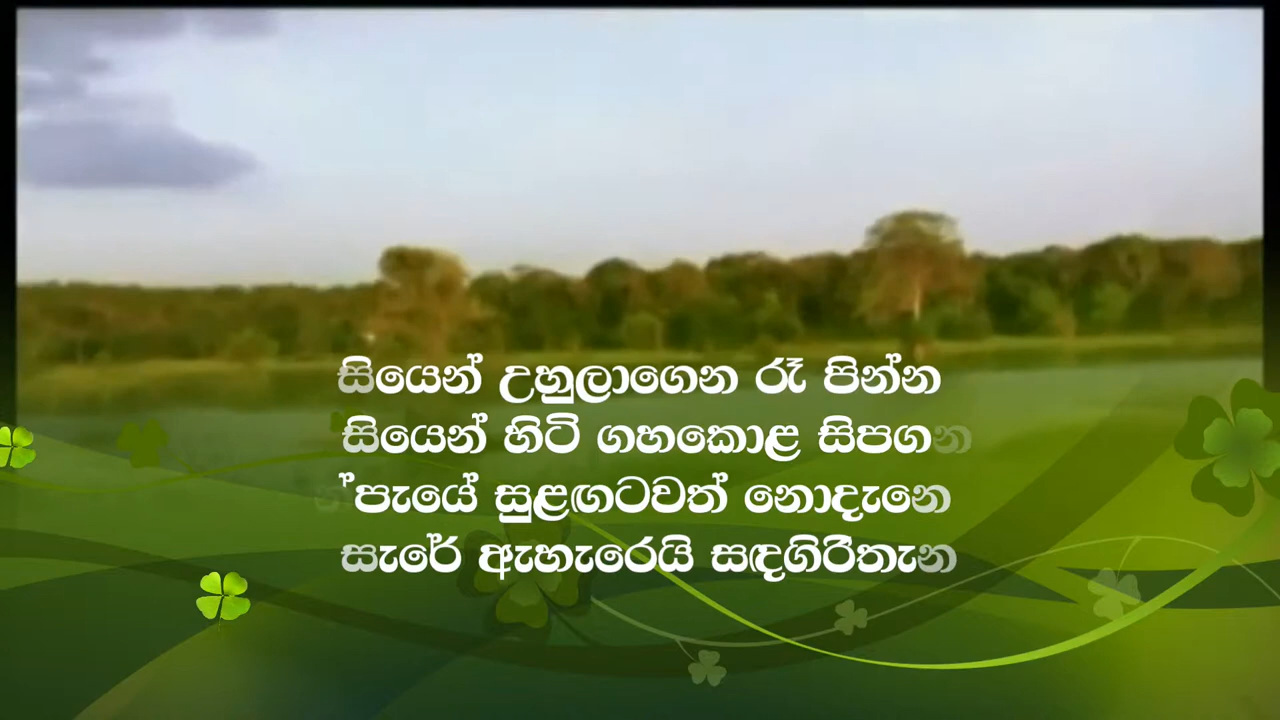 සියෙන් උහුලාගෙන රෑ පින්න
සියෙන් හිටි ගහකොළ සිපගන
පැයේ සුළඟටවත් නොදැනෙ
සැරේ ඇහැරෙයි සඳගිරිතැන